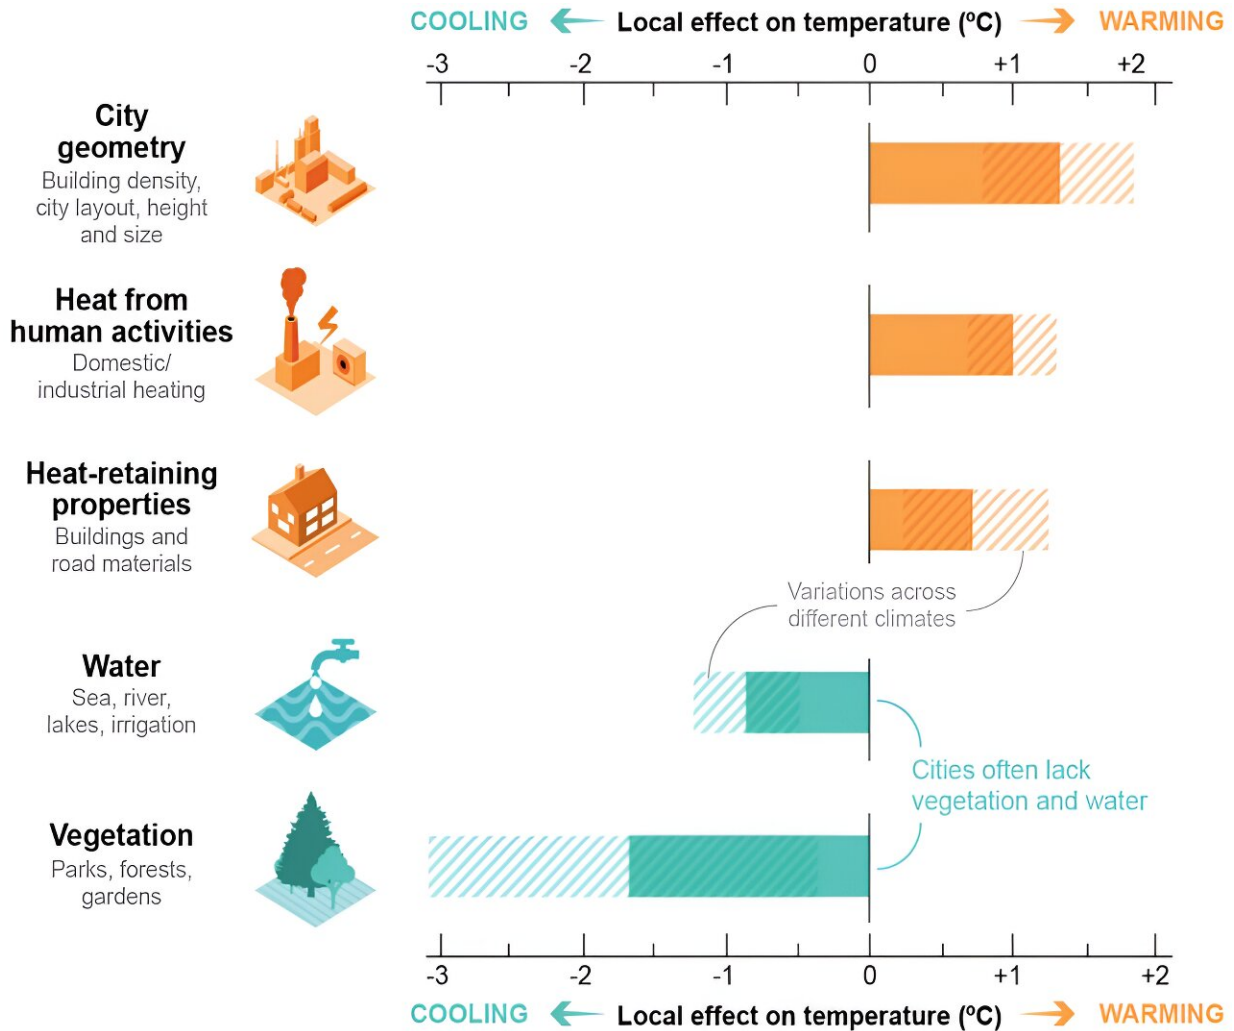 COOLING Local effect on temperature (ºC) WARMING
-3 -2 -1 0 +1 +2
City
geometry
Building density,
city layout, height
and size
Heat from
human activities
Domestic/
industrial heating
Heat-retaining
properties
Buildings and
road materials
Variations across
different climates
Water
Sea, river,
lakes, irrigation
Cities often lack
vegetation and water
Vegetation
Parks, forests,
gardens
-3 -2 -1 0 +1 +2
COOLING Local effect on temperature (ºC) WARMING